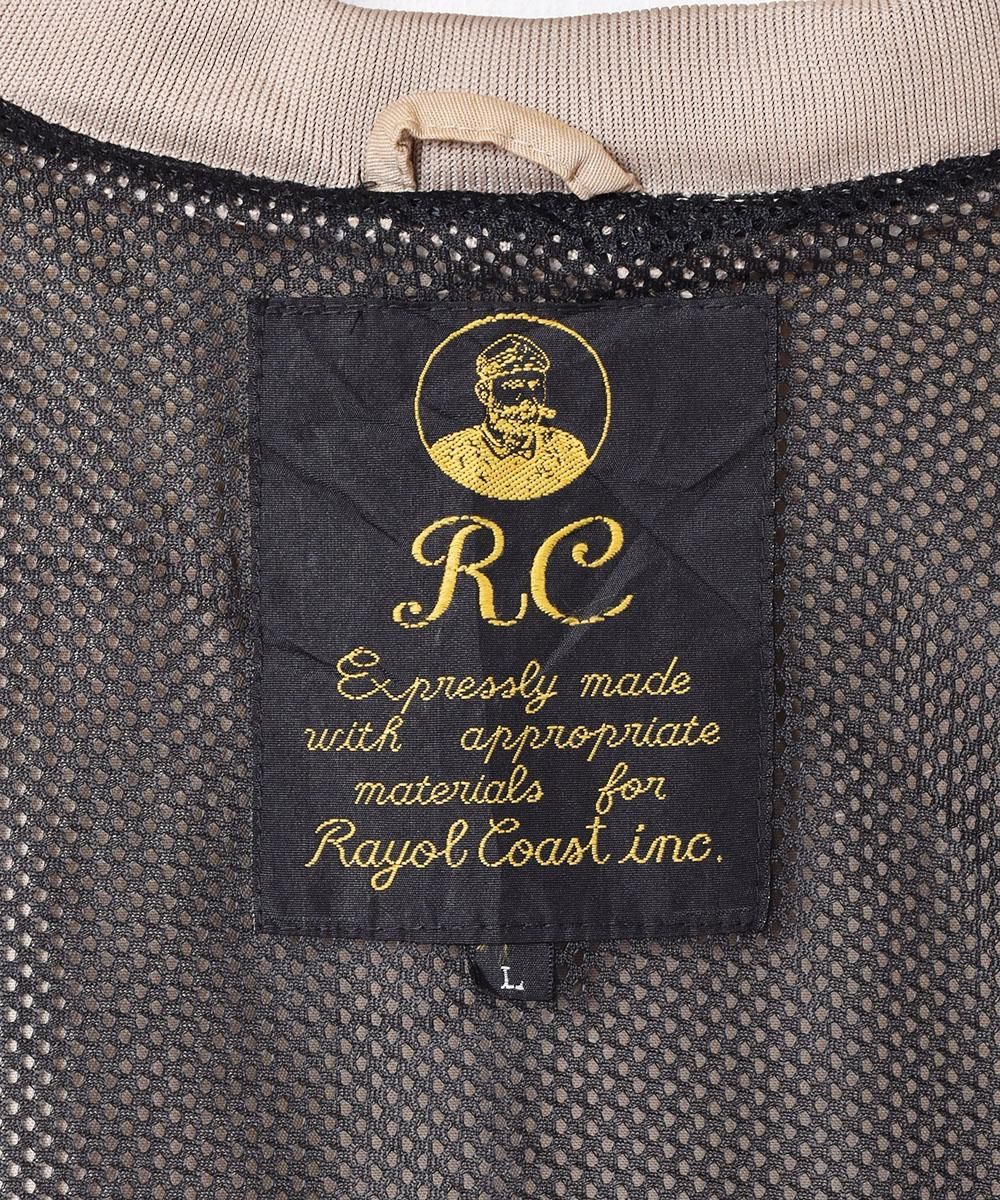 RC
Expressly made
with appropriate
materials for
Rayol Coast inc.
L